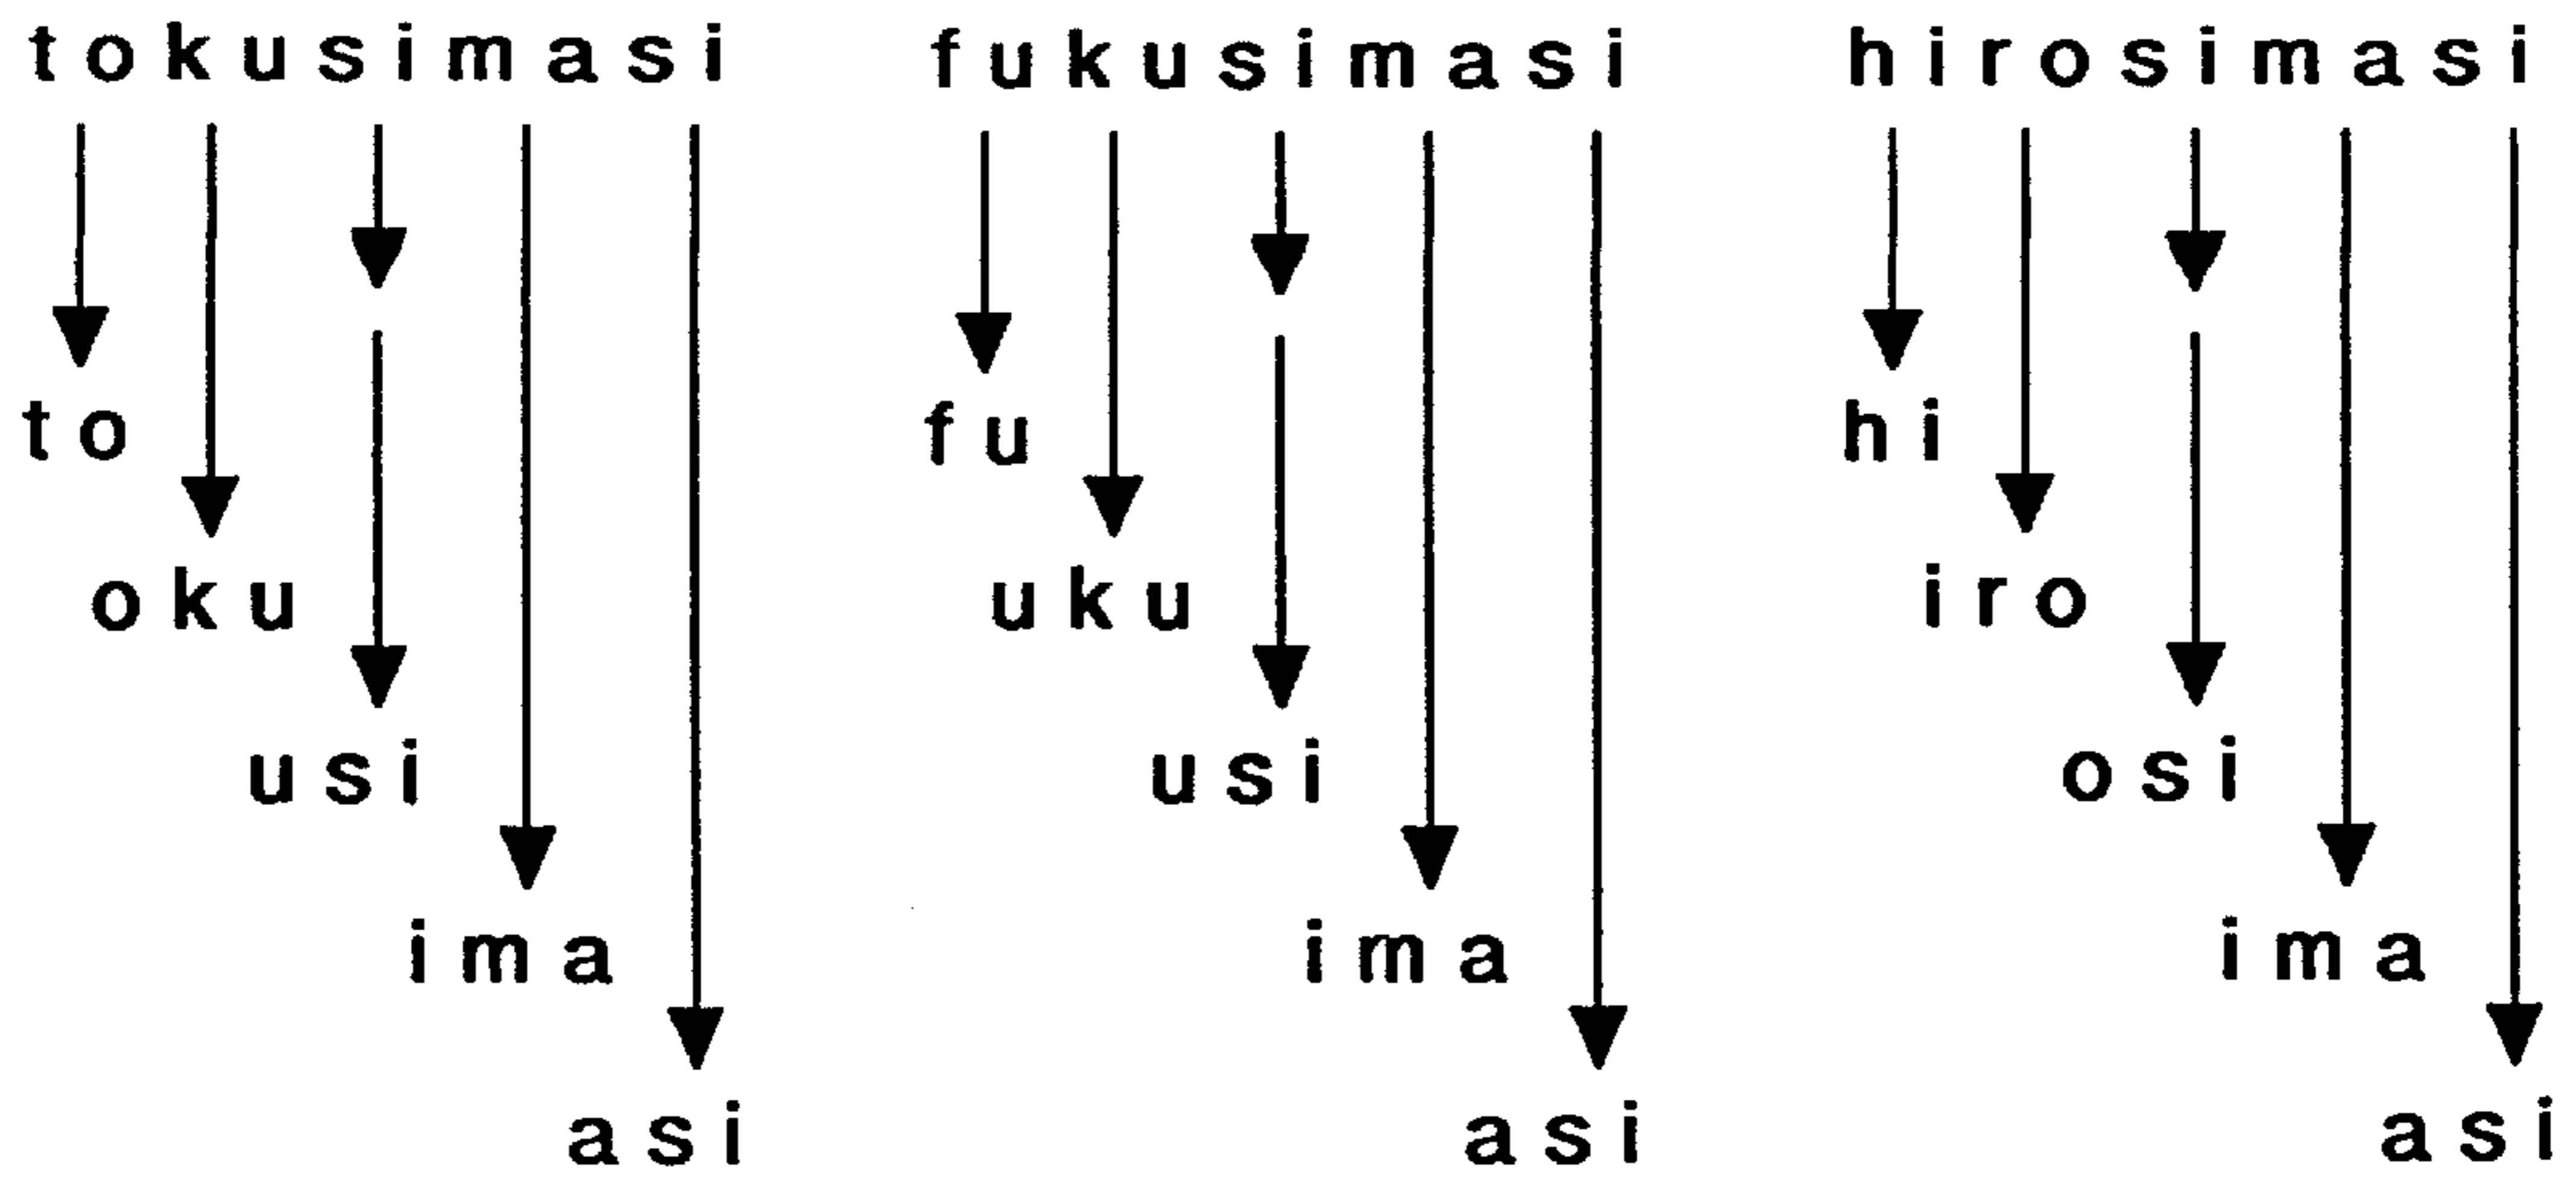 tokusimasi fukusimasi hirosimasi
to fu hi
oku uku iro
usi usi osi
ima ima ima
asi asi asi